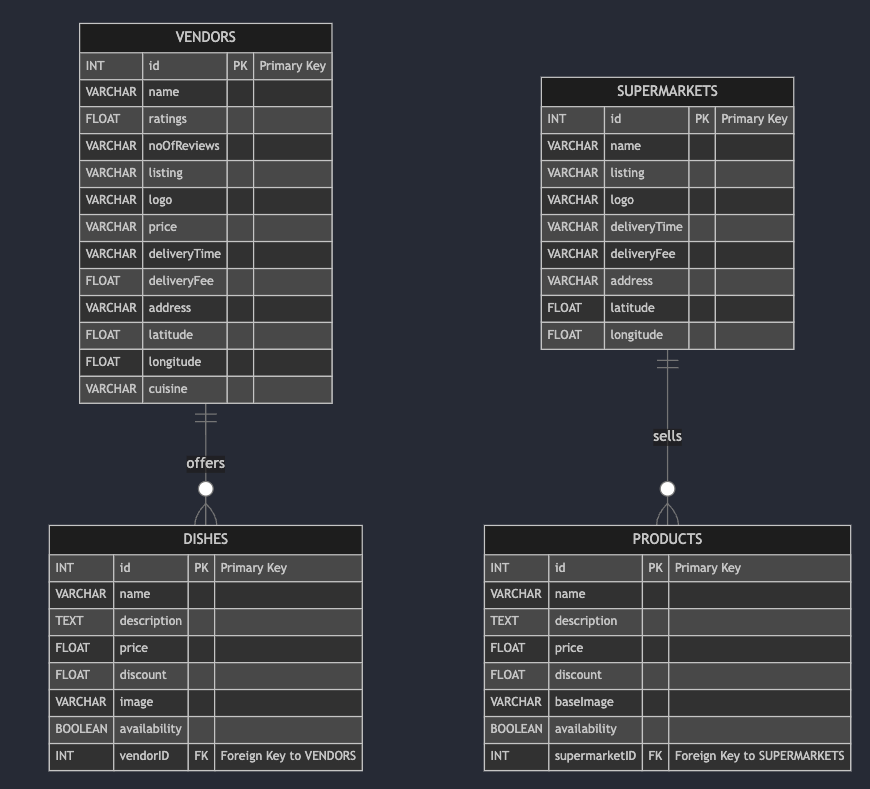 VENDORS
INT id PK Primary Key
VARCHAR name
FLOAT ratings
VARCHAR noOfReviews
VARCHAR listing
VARCHAR logo
VARCHAR price
VARCHAR deliveryTime
FLOAT deliveryFee
VARCHAR address
FLOAT latitude
FLOAT longitude
VARCHAR cuisine
offers
DISHES
INT id PK Primary Key
VARCHAR name
TEXT description
FLOAT price
FLOAT discount
VARCHAR image
BOOLEAN availability
INT vendorID FK Foreign Key to VENDORS
SUPERMARKETS
INT id PK Primary Key
VARCHAR name
VARCHAR listing
VARCHAR logo
VARCHAR deliveryTime
VARCHAR deliveryFee
VARCHAR address
FLOAT latitude
FLOAT longitude
sells
PRODUCTS
INT id PK Primary Key
VARCHAR name
TEXT description
FLOAT price
FLOAT discount
VARCHAR baseImage
BOOLEAN availability
INT supermarketID FK Foreign Key to SUPERMARKETS